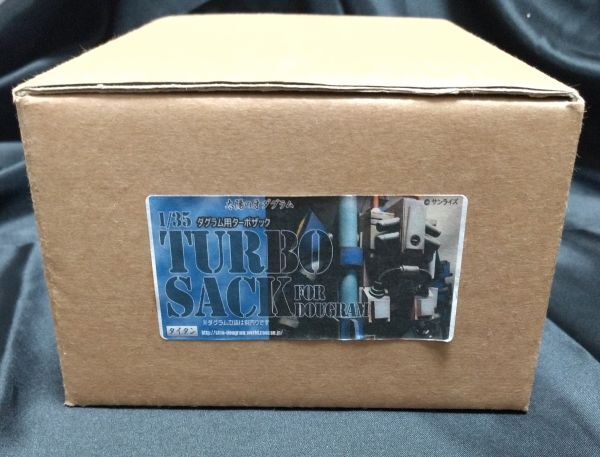 太陽の牙ダグラム
© サンライズ
1/35 ダグラム用ターボザック
TURBO
SACK FOR
DOUGRAM
※ダグラム本体は別売りです
タイタン